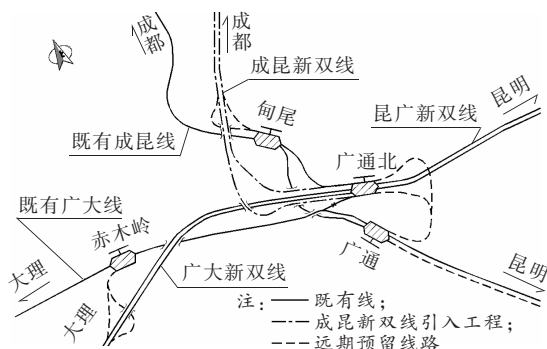 成都
成都
成昆新双线
甸尾
昆广新双线
昆明
既有成昆线
广通北
既有广大线
赤木岭
广通
大理
广大新双线
昆明
大理
注：——既有线；
成昆新双线引入工程；
远期预留线路